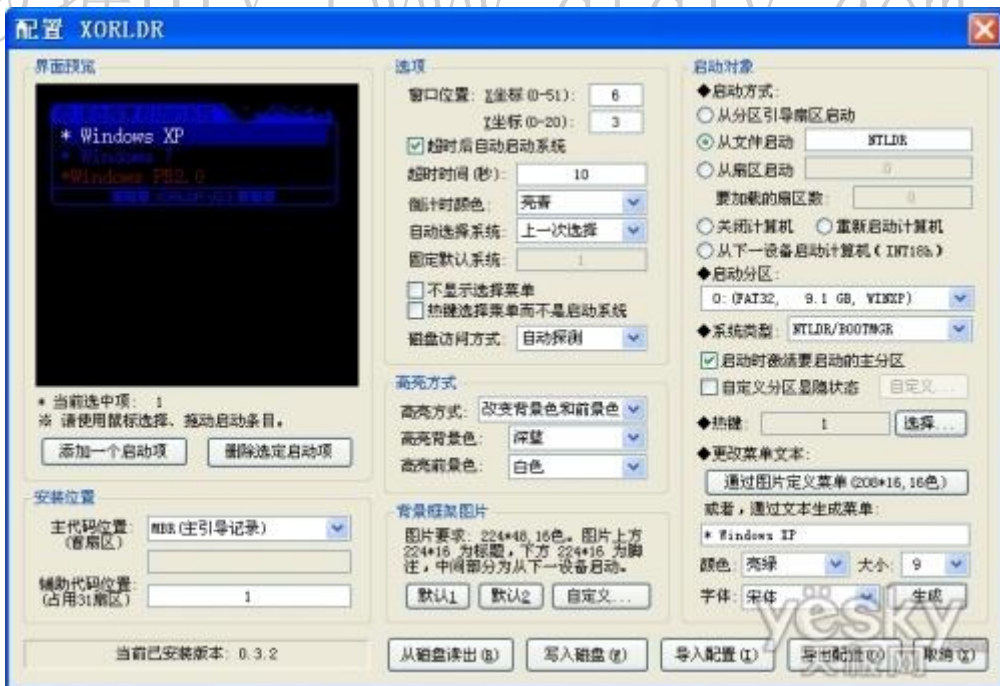 配置 XORLDR
界面预览
* Windows XP
* Windows 7
*Windows PE2.0
* 当前选中项: 1
※ 请使用鼠标选择、拖动启动条目。
添加一个启动项
删除选定启动项
安装位置
主代码位置: MBR(主引导记录)
(首扇区)
辅助代码位置:
(占用31扇区) 1
当前已安装版本: 0.3.2
选项
窗口位置: X坐标(0-51): 6
Y坐标(0-20): 3
超时后自动启动系统
超时时间(秒): 10
倒计时颜色: 亮青
自动选择系统: 上一次选择
固定默认系统: 1
不显示选择菜单
热键选择菜单而不是启动系统
磁盘访问方式: 自动探测
高亮方式
高亮方式: 改变背景色和前景色
高亮背景色: 深蓝
高亮前景色: 白色
背景框架图片
图片要求: 224*48,16色。图片上方
224*16 为标题,下方 224*16 为脚
注,中间部分为从下一设备启动。
默认1
默认2
自定义...
启动对象
◆启动方式:
从分区引导扇区启动
从文件启动 NTLDR
从扇区启动 0
要加载的扇区数: 0
关闭计算机 重新启动计算机
从下一设备启动计算机(INT18h)
◆启动分区:
0:(FAT32, 9.1 GB, WINXP)
◆系统类型: NTLDR/BOOTMGR
启动时激活要启动的主分区
自定义分区显隐状态 自定义...
◆热键: 1 选择...
◆更改菜单文本:
通过图片定义菜单(208*16,16色)
或者,通过文本生成菜单:
* Windows XP
颜色: 亮绿 大小: 9
字体: 宋体 生成
从磁盘读出(R)
写入磁盘(W)
导入配置(I)
导出配置(O)
取消(X)
yesky
天极网